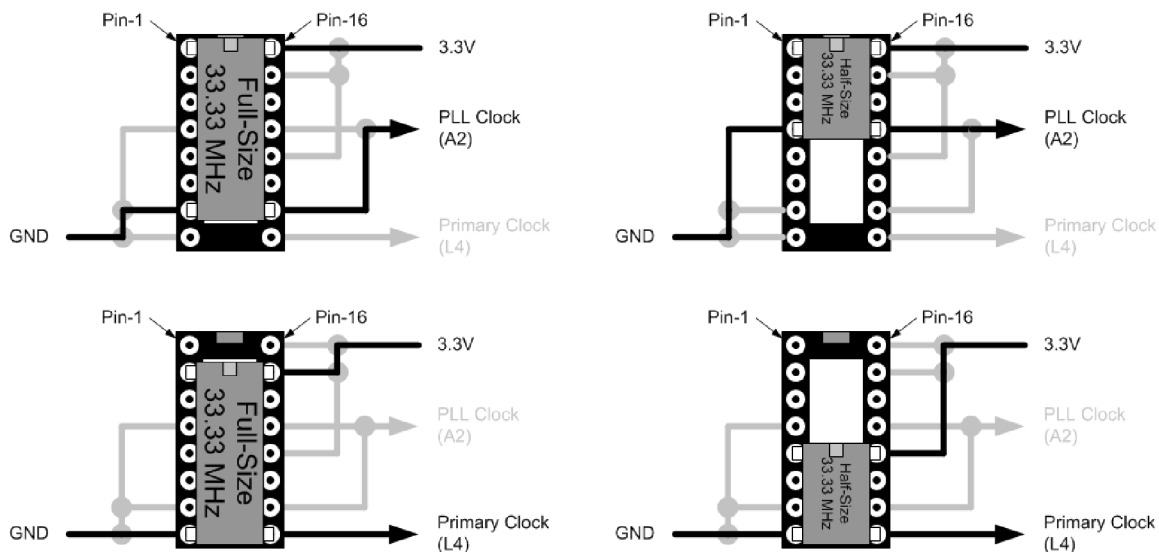 Pin-1
Pin-16
3.3V
Full-Size
33.33 MHz
PLL Clock
(A2)
GND
Primary Clock
(L4)
Pin-1
Pin-16
3.3V
Half-Size
33.33 MHz
PLL Clock
(A2)
GND
Primary Clock
(L4)
Pin-1
Pin-16
3.3V
Full-Size
33.33 MHz
PLL Clock
(A2)
GND
Primary Clock
(L4)
Pin-1
Pin-16
3.3V
Half-Size
33.33 MHz
PLL Clock
(A2)
GND
Primary Clock
(L4)